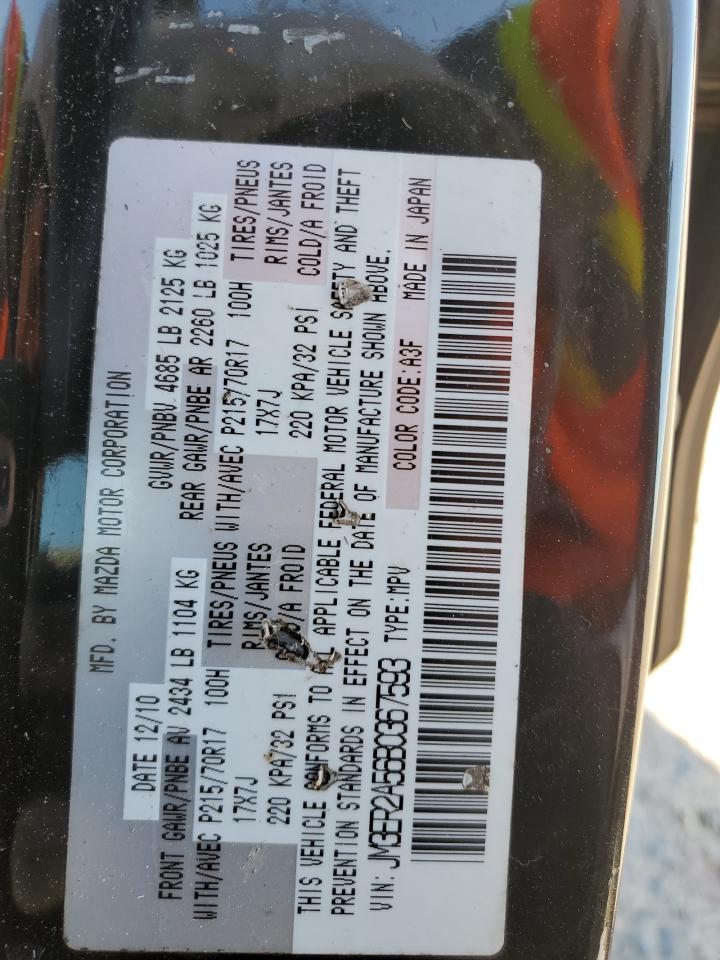 MFD. BY MAZDA MOTOR CORPORATION
DATE 12/10 GVWR/PNBV 4685 LB 2125 KG
FRONT GAWR/PNBE AV 2434 LB 1104 KG REAR GAWR/PNBE AR 2260 LB 1025 KG
WITH/AVEC P215/70R17 100H TIRES/PNEUS WITH/AVEC P215/70R17 100H TIRES/PNEUS
17X7J RIMS/JANTES 17X7J RIMS/JANTES
220 KPA/32 PSI FROID 220 KPA/32 PSI COLD/A FROID
THIS VEHICLE CONFORMS TO ALL APPLICABLE FEDERAL MOTOR VEHICLE SAFETY AND THEFT
PREVENTION STANDARDS IN EFFECT ON THE DATE OF MANUFACTURE SHOWN ABOVE.
VIN: JM3ER2A56B0367593 TYPE:MPV COLOR CODE:A3F MADE IN JAPAN